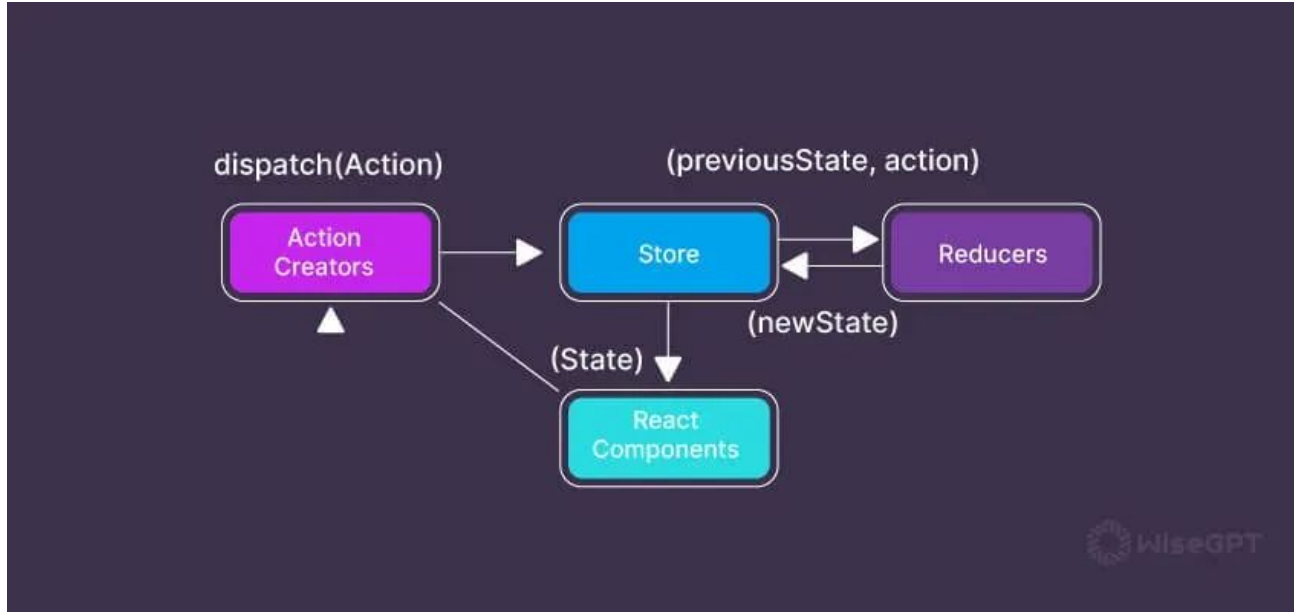 dispatch(Action)
(previousState, action)
Action
Creators
Store
Reducers
(newState)
(State)
React
Components
WiseGPT